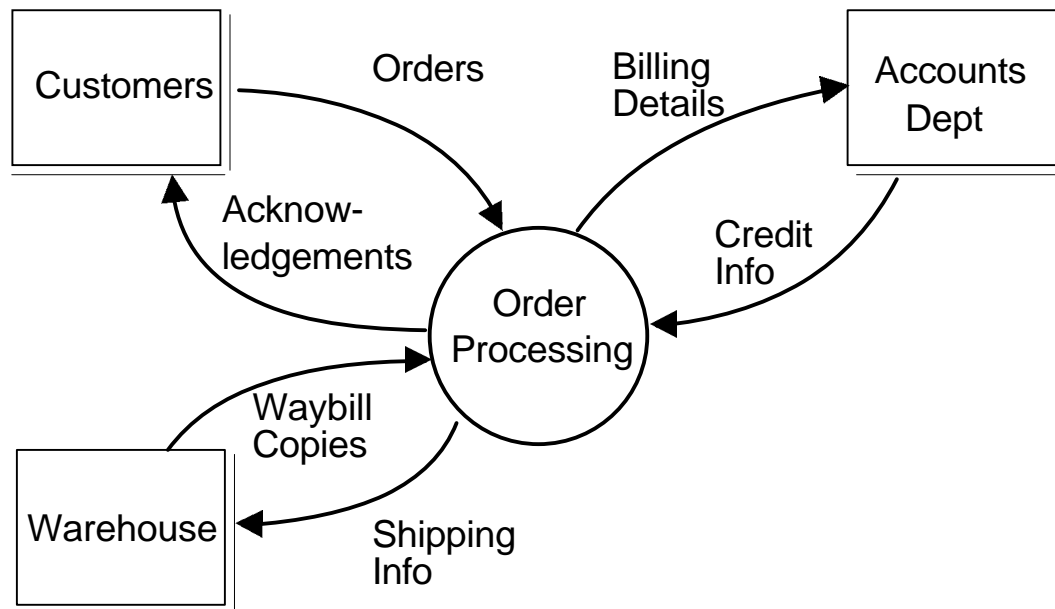 Customers
Orders
Billing
Details
Accounts
Dept
Acknow-
ledgements
Credit
Info
Order
Processing
Waybill
Copies
Warehouse
Shipping
Info